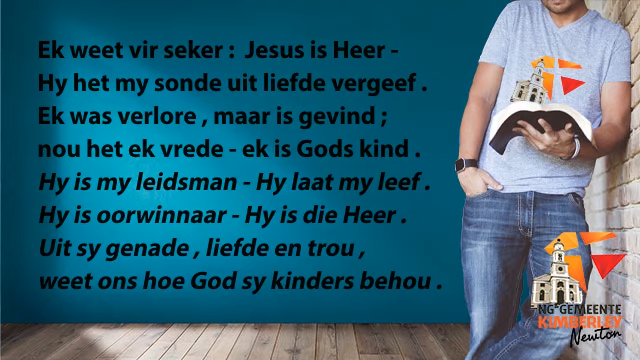 Ek weet vir seker : Jesus is Heer -
Hy het my sonde uit liefde vergeef .
Ek was verlore , maar is gevind ;
nou het ek vrede - ek is Gods kind .
Hy is my leidsman - Hy laat my leef .
Hy is oorwinnaar - Hy is die Heer .
Uit sy genade , liefde en trou ,
weet ons hoe God sy kinders behou .
NG GEMEENTE
KIMBERLEY
Newton